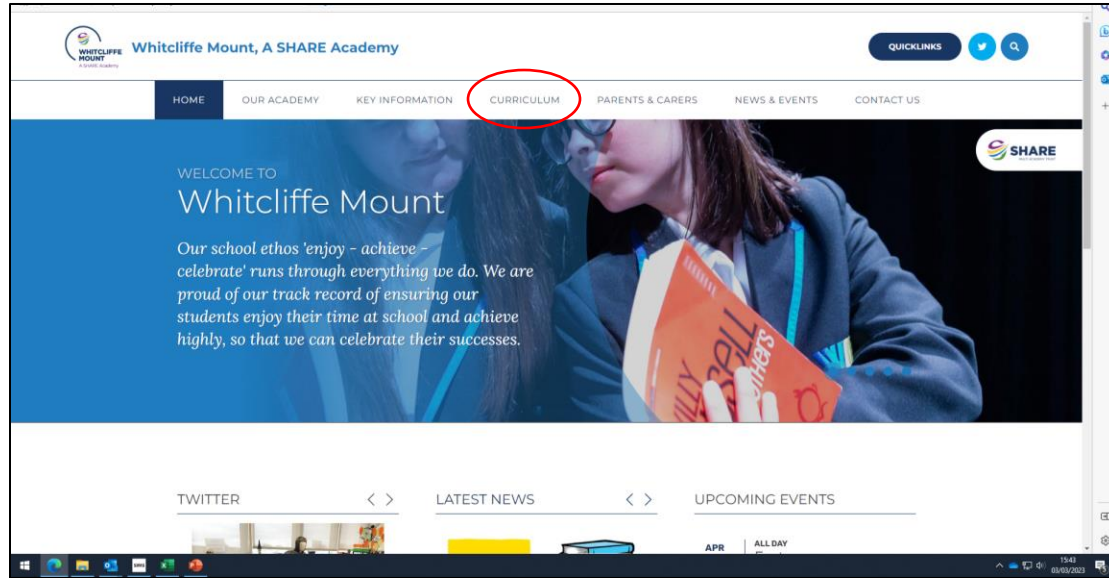 WHITCLIFFE
MOUNT
A SHARE Academy
Whitcliffe Mount, A SHARE Academy
QUICKLINKS
HOME OUR ACADEMY KEY INFORMATION CURRICULUM PARENTS & CARERS NEWS & EVENTS CONTACT US
SHARE
WELCOME TO
Whitcliffe Mount
Our school ethos 'enjoy - achieve -
celebrate' runs through everything we do. We are
proud of our track record of ensuring our
students enjoy their time at school and achieve
highly, so that we can celebrate their successes.
WILLY
RUSSELL
BROTHERS
TWITTER LATEST NEWS UPCOMING EVENTS
APR ALL DAY
15:43
03/03/2023